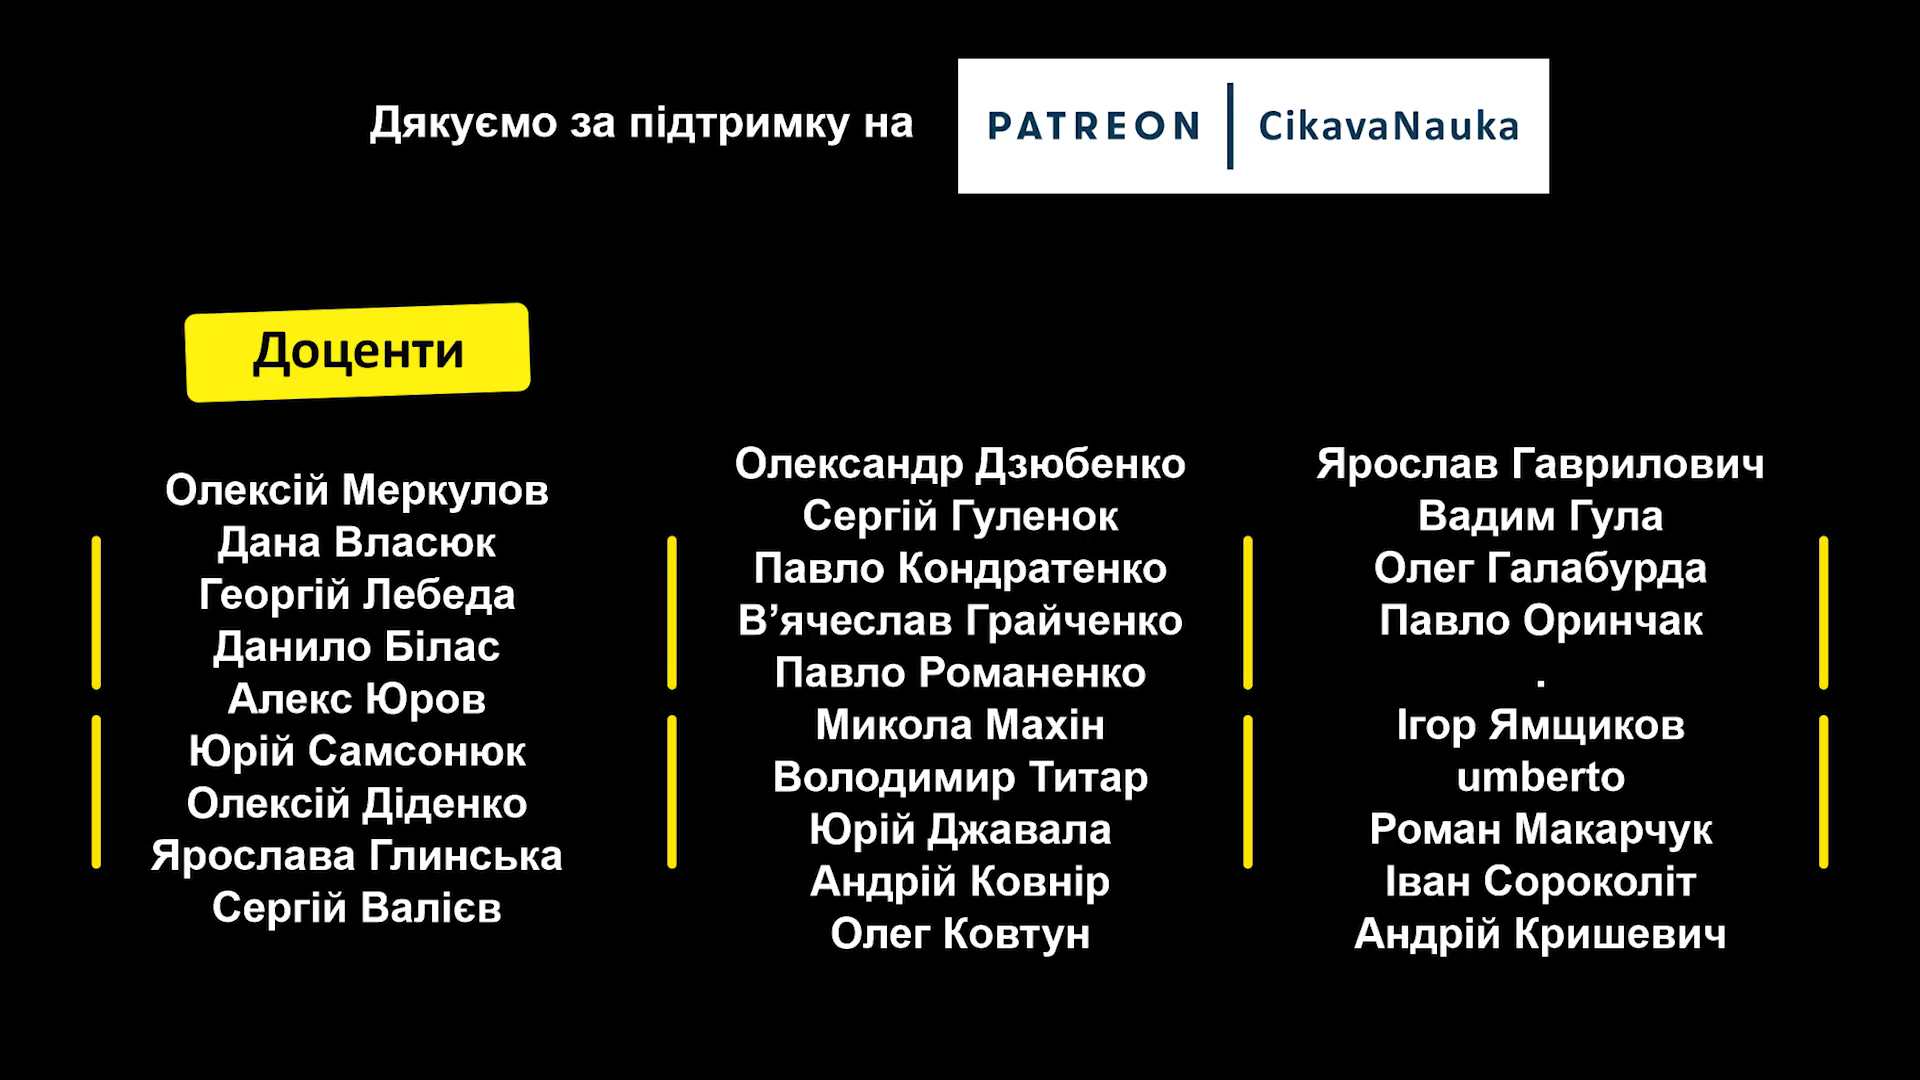 Дякуємо за підтримку на
PATREON | CikavaNauka
Доценти
Олексій Меркулов
Дана Власюк
Георгій Лебеда
Данило Білас
Алекс Юров
Юрій Самсонюк
Олексій Діденко
Ярослава Глинська
Сергій Валієв
Олександр Дзюбенко
Сергій Гуленок
Павло Кондратенко
В’ячеслав Грайченко
Павло Романенко
Микола Махін
Володимир Титар
Юрій Джавала
Андрій Ковнір
Олег Ковтун
Ярослав Гаврилович
Вадим Гула
Олег Галабурда
Павло Оринчак
.
Ігор Ямщиков
umberto
Роман Макарчук
Іван Сороколіт
Андрій Кришевич